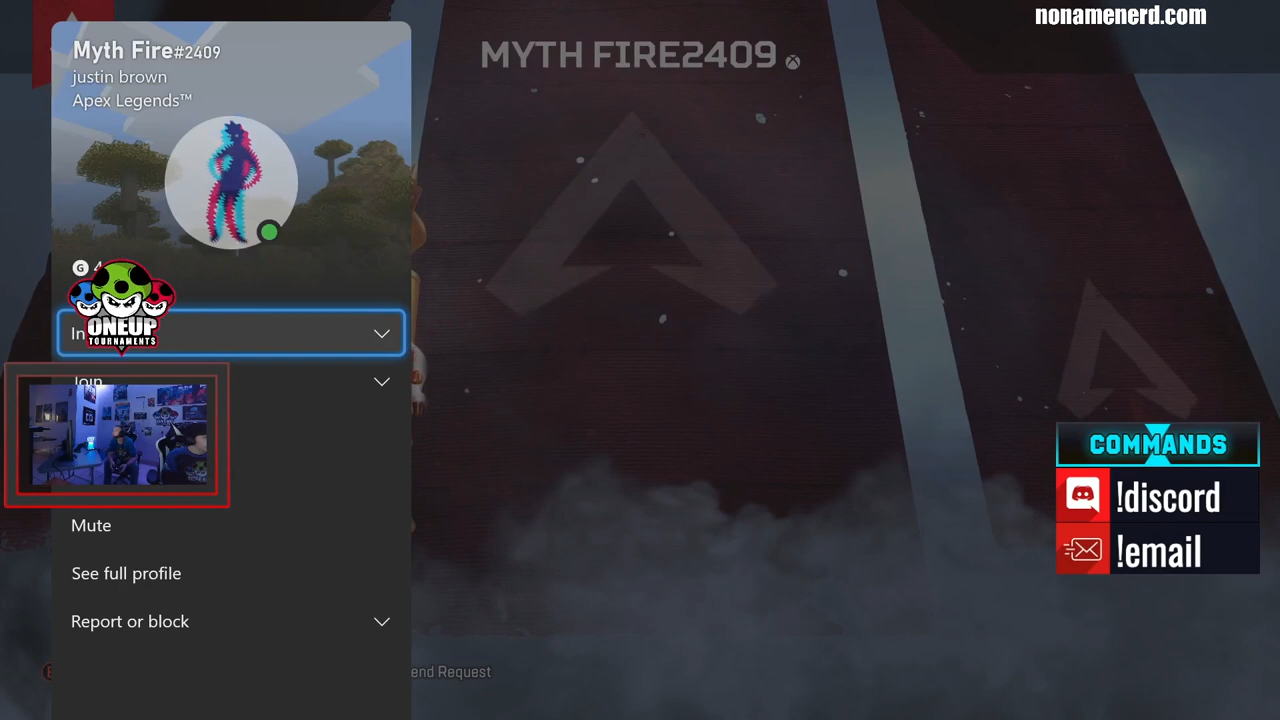 nonamenerd.com
Myth Fire#2409
justin brown
Apex Legends™
MYTH FIRE2409
G
ONEUP
TOURNAMENTS
Join
COMMANDS
!discord
!email
Mute
See full profile
Report or block
end Request